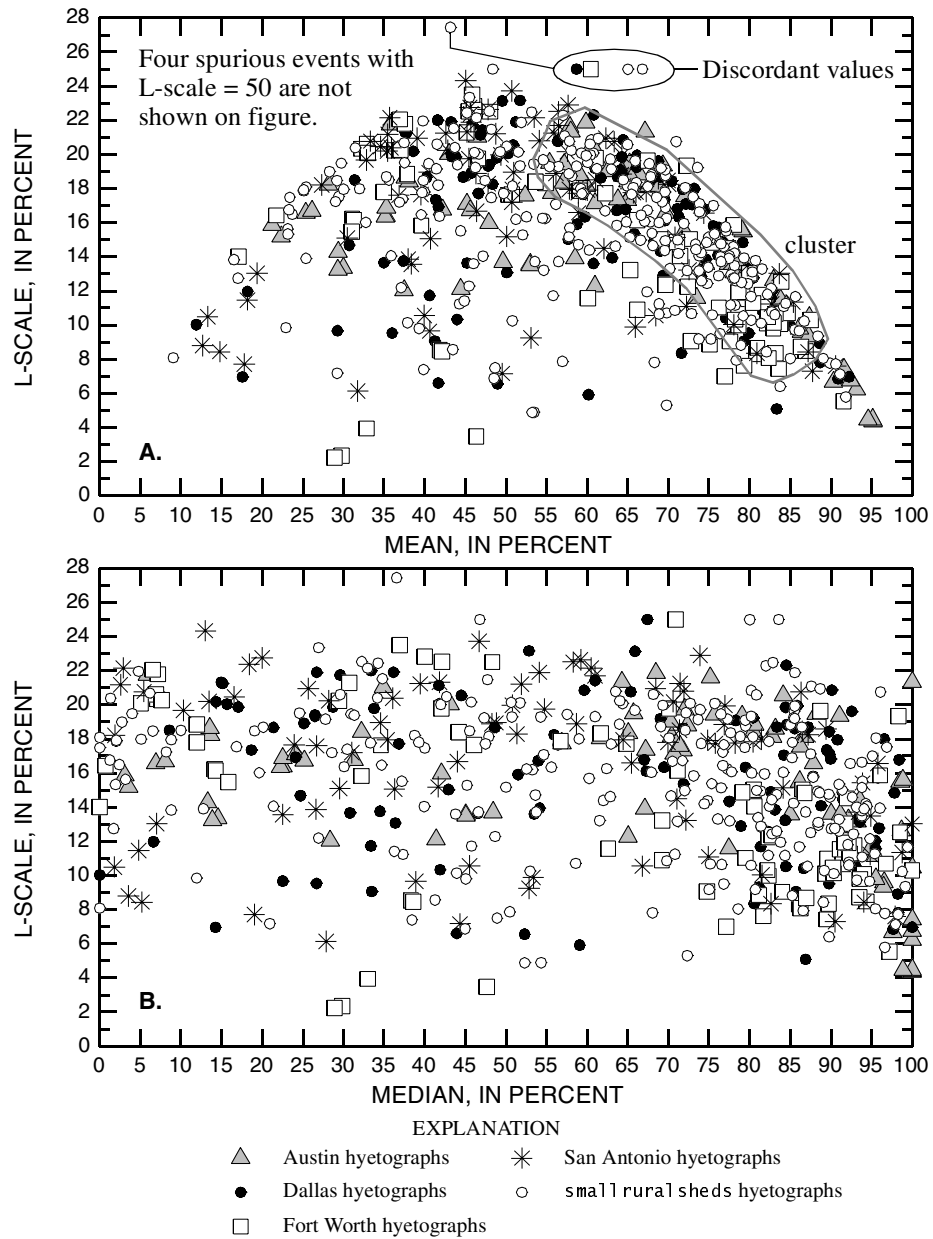 28
26
24
22
20
18
16
14
12
10
8
6
4
2
0
L-SCALE, IN PERCENT
Four spurious events with
L-scale = 50 are not
shown on figure.
Discordant values
cluster
A.
0 5 10 15 20 25 30 35 40 45 50 55 60 65 70 75 80 85 90 95 100
MEAN, IN PERCENT
28
26
24
22
20
18
16
14
12
10
8
6
4
2
0
L-SCALE, IN PERCENT
B.
0 5 10 15 20 25 30 35 40 45 50 55 60 65 70 75 80 85 90 95 100
MEDIAN, IN PERCENT
EXPLANATION
Austin hyetographs
San Antonio hyetographs
Dallas hyetographs
smallruralsheds hyetographs
Fort Worth hyetographs